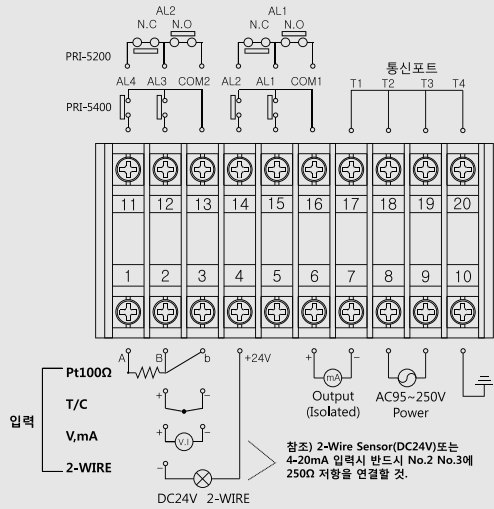 AL2
AL1
N.C N.O
N.C N.O
PRI-5200
통신포트
PRI-5400
AL4 AL3 COM2 AL2 AL1 COM1 T1 T2 T3 T4
11 12 13 14 15 16 17 18 19 20
1 2 3 4 5 6 7 8 9 10
A B b +24V + -
Pt100Ω
mA
T/C + -
Output
(Isolated)
AC95~250V
Power
입력
V,mA + V.I -
2-WIRE -
참조) 2-Wire Sensor(DC24V)또는
4-20mA 입력시 반드시 No.2 No.3에
250Ω 저항을 연결할 것.
DC24V 2-WIRE